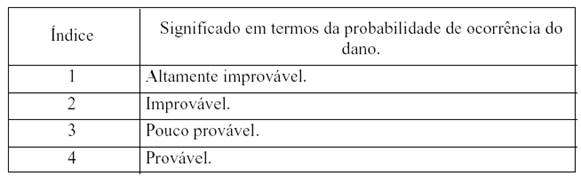 Índice
Significado em termos da probabilidade de ocorrência do
dano.
1 Altamente improvável.
2 Improvável.
3 Pouco provável.
4 Provável.